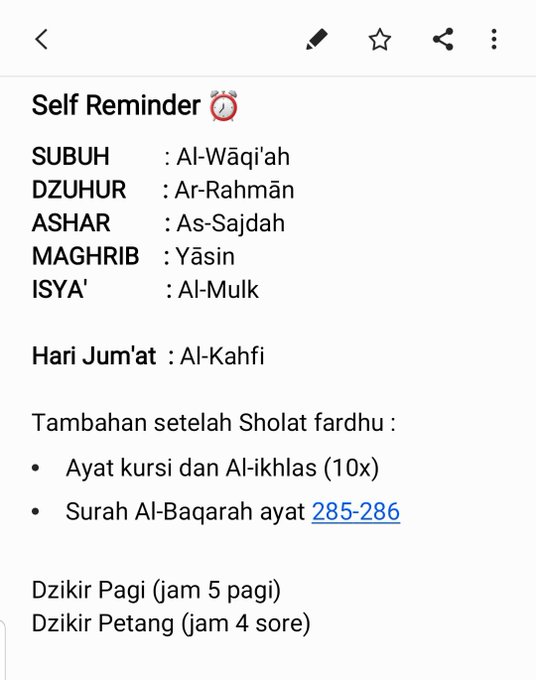 Self Reminder ⏰
SUBUH : Al-Wāqi'ah
DZUHUR : Ar-Rahmān
ASHAR : As-Sajdah
MAGHRIB : Yāsin
ISYA' : Al-Mulk
Hari Jum'at : Al-Kahfi
Tambahan setelah Sholat fardhu :
• Ayat kursi dan Al-ikhlas (10x)
• Surah Al-Baqarah ayat 285-286
Dzikir Pagi (jam 5 pagi)
Dzikir Petang (jam 4 sore)